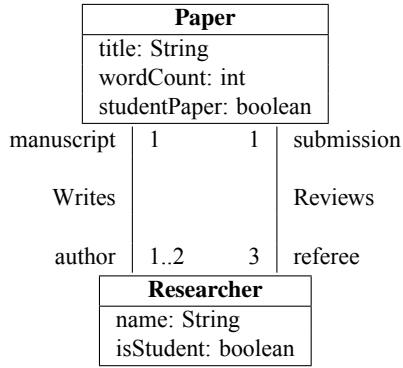 Paper
title: String
wordCount: int
studentPaper: boolean
manuscript 1 1 submission
Writes Reviews
author 1..2 3 referee
Researcher
name: String
isStudent: boolean